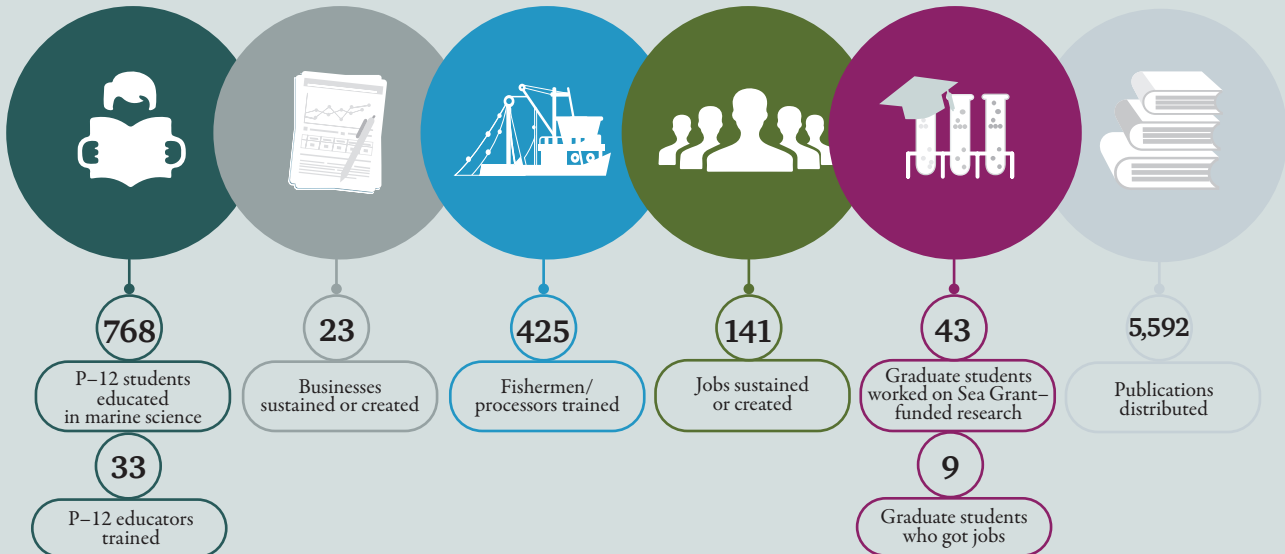 768
P–12 students
educated
in marine science
33
P–12 educators
trained
23
Businesses
sustained or created
425
Fishermen/
processors trained
141
Jobs sustained
or created
43
Graduate students
worked on Sea Grant–
funded research
9
Graduate students
who got jobs
5,592
Publications
distributed